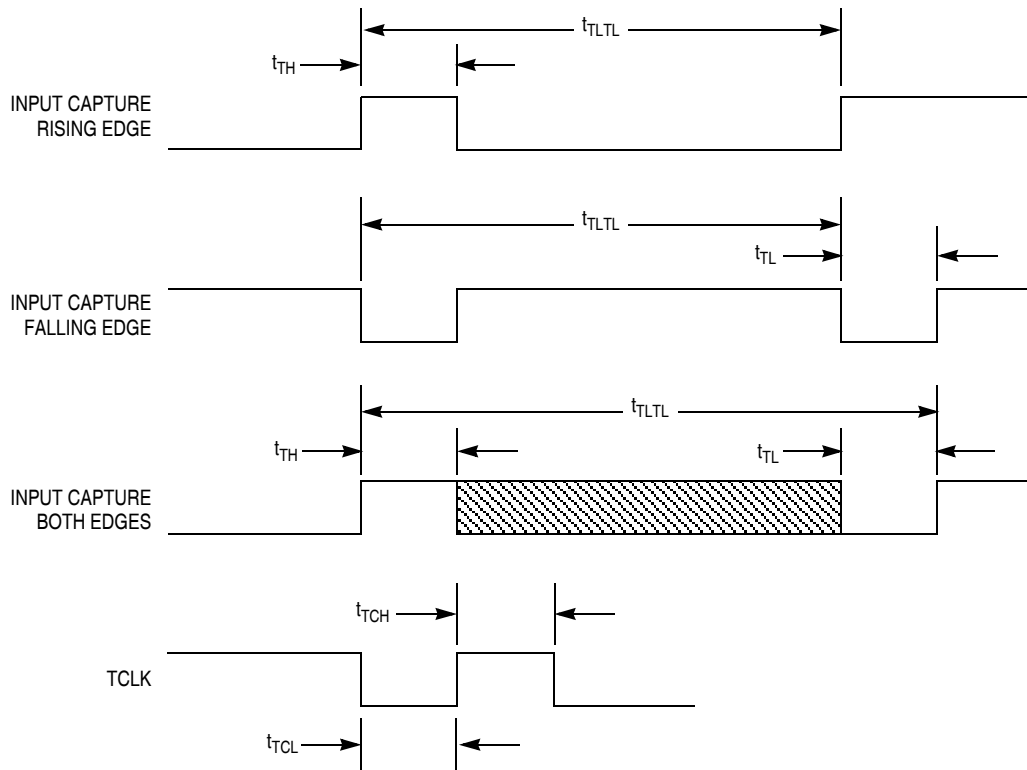 tTLTL
tTH
INPUT CAPTURE
RISING EDGE
tTLTL
tTL
INPUT CAPTURE
FALLING EDGE
tTLTL
tTH
tTL
INPUT CAPTURE
BOTH EDGES
tTCH
TCLK
tTCL